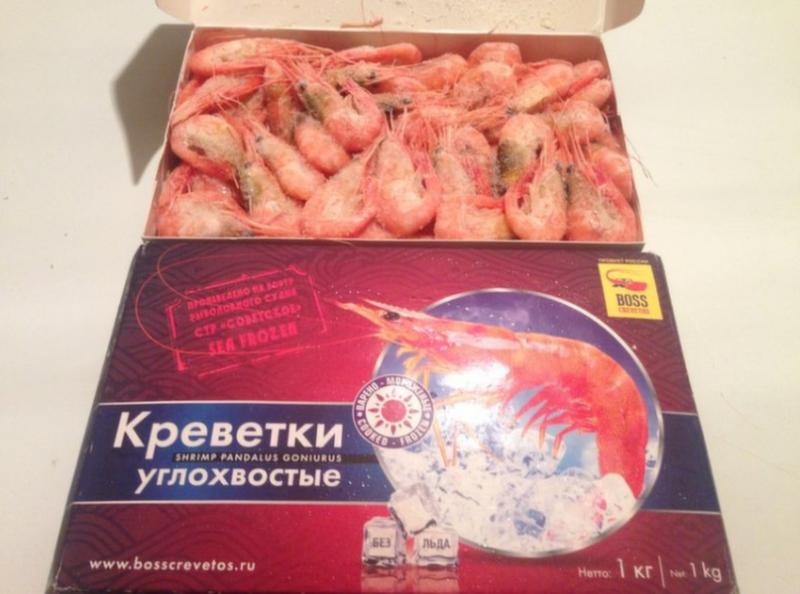 ПРОДУКТ РОССИИ
BOSS
CREVETOS
ПРОИЗВЕДЕНО НА БОРТУ
РЫБОЛОВНОГО СУДНА
СТР «СОВЕТСКОЕ»
SEA FROZEN
ВАРЕНО - МОРОЖЕНЫЕ
COOKED - FROZEN
Креветки
SHRIMP PANDALUS GONIURUS
углохвостые
БЕЗ ЛЬДА
www.bosscrevetos.ru
Нетто: 1 кг | Net: 1 kg